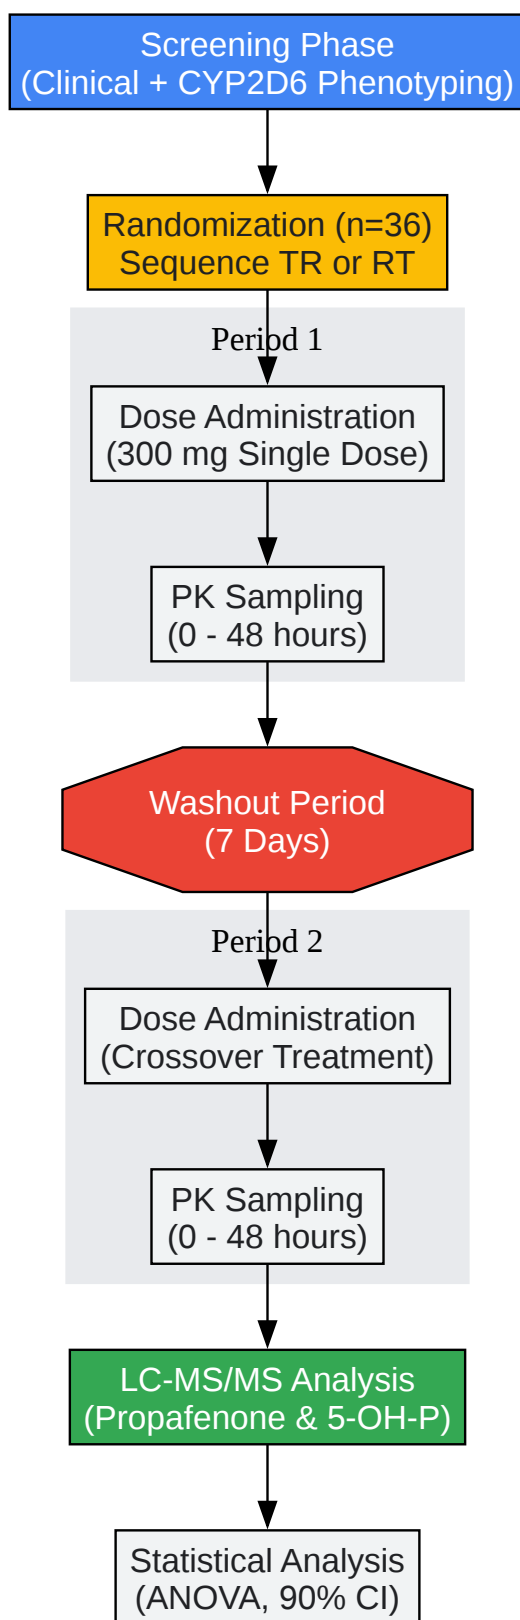 Screening Phase
(Clinical + CYP2D6 Phenotyping)
Randomization (n=36)
Sequence TR or RT
Period 1
Dose Administration
(300 mg Single Dose)
PK Sampling
(0 - 48 hours)
Washout Period
(7 Days)
Period 2
Dose Administration
(Crossover Treatment)
PK Sampling
(0 - 48 hours)
LC-MS/MS Analysis
(Propafenone & 5-OH-P)
Statistical Analysis
(ANOVA, 90% CI)